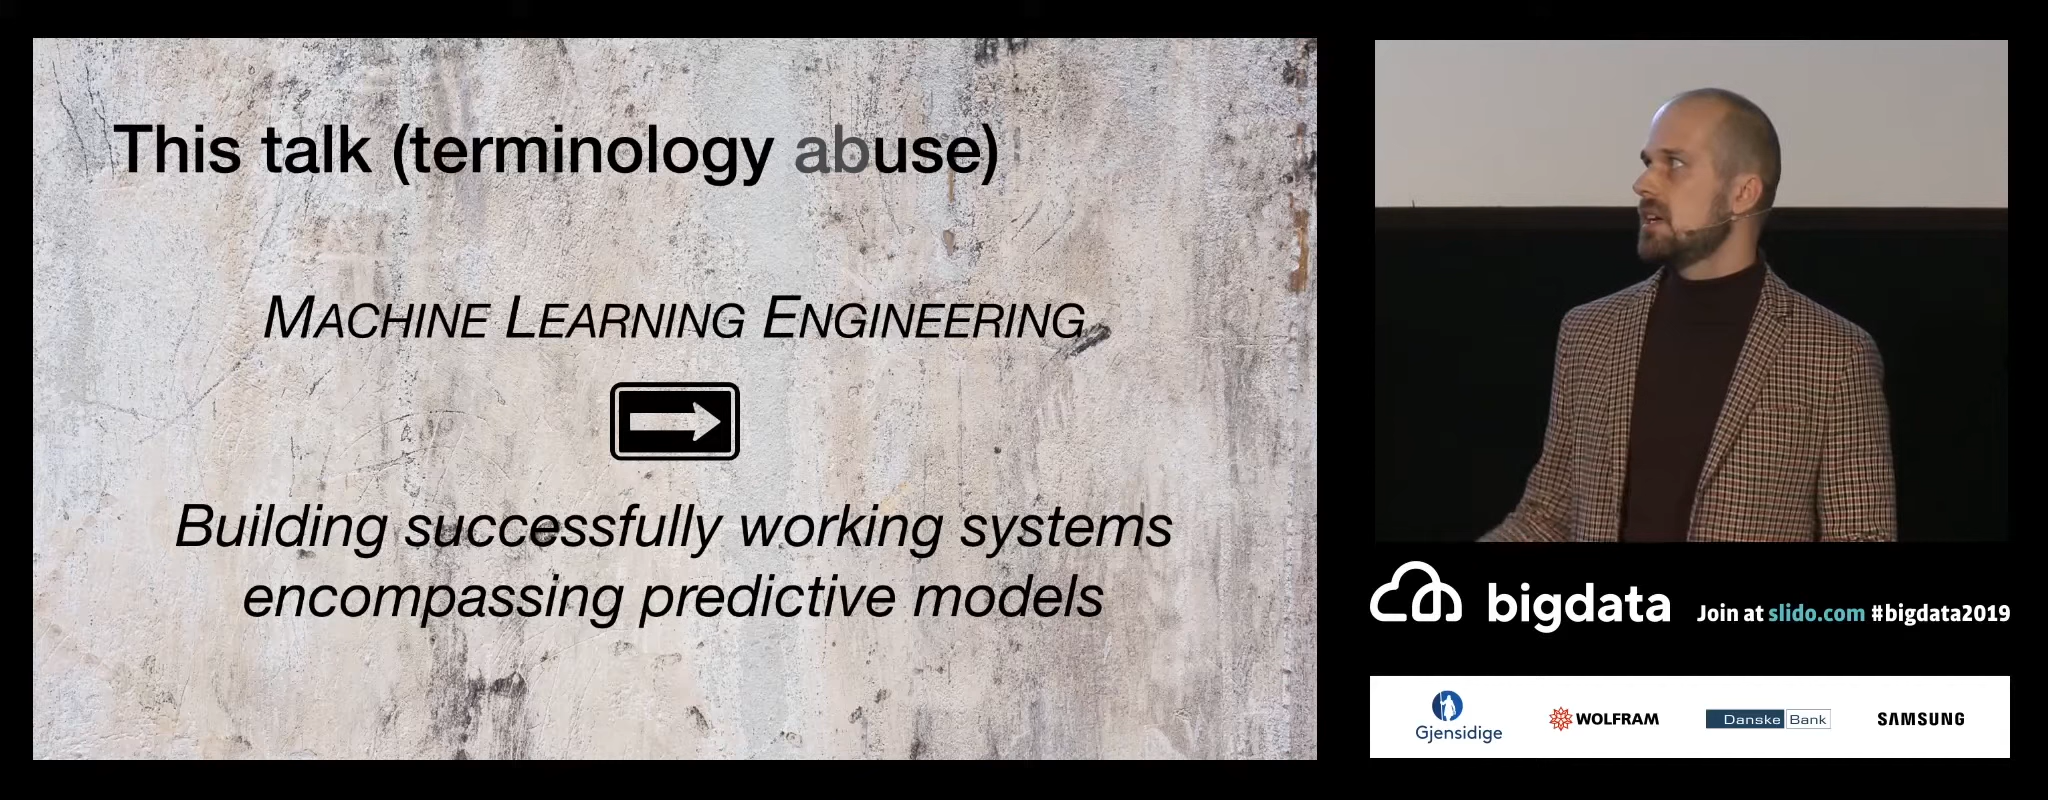 This talk (terminology abuse)
MACHINE LEARNING ENGINEERING
Building successfully working systems
encompassing predictive models
bigdata
Join at slido.com #bigdata2019
Gjensidige
WOLFRAM
Danske Bank
SAMSUNG